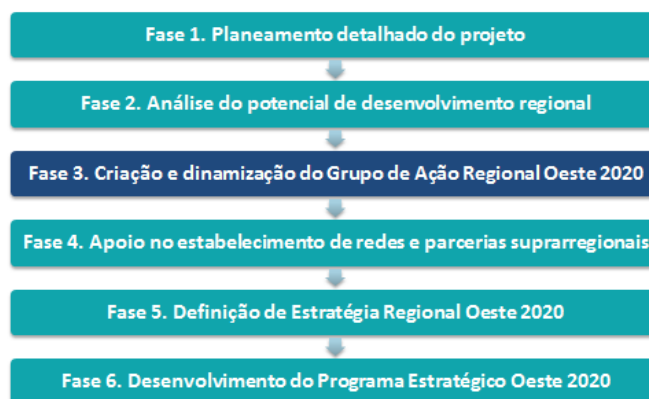 Fase 1. Planeamento detalhado do projeto
Fase 2. Análise do potencial de desenvolvimento regional
Fase 3. Criação e dinamização do Grupo de Ação Regional Oeste 2020
Fase 4. Apoio no estabelecimento de redes e parcerias suprarregionais
Fase 5. Definição de Estratégia Regional Oeste 2020
Fase 6. Desenvolvimento do Programa Estratégico Oeste 2020